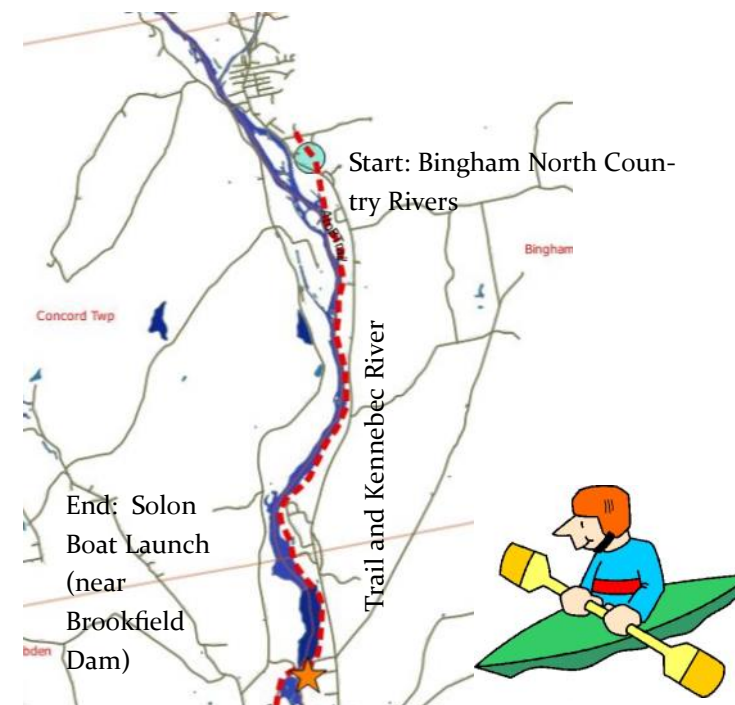 Start: Bingham North Coun-
try Rivers
Bingham
Concord Twp
Trail and Kennebec River
End: Solon
Boat Launch
(near
Brookfield
Dam)
bden